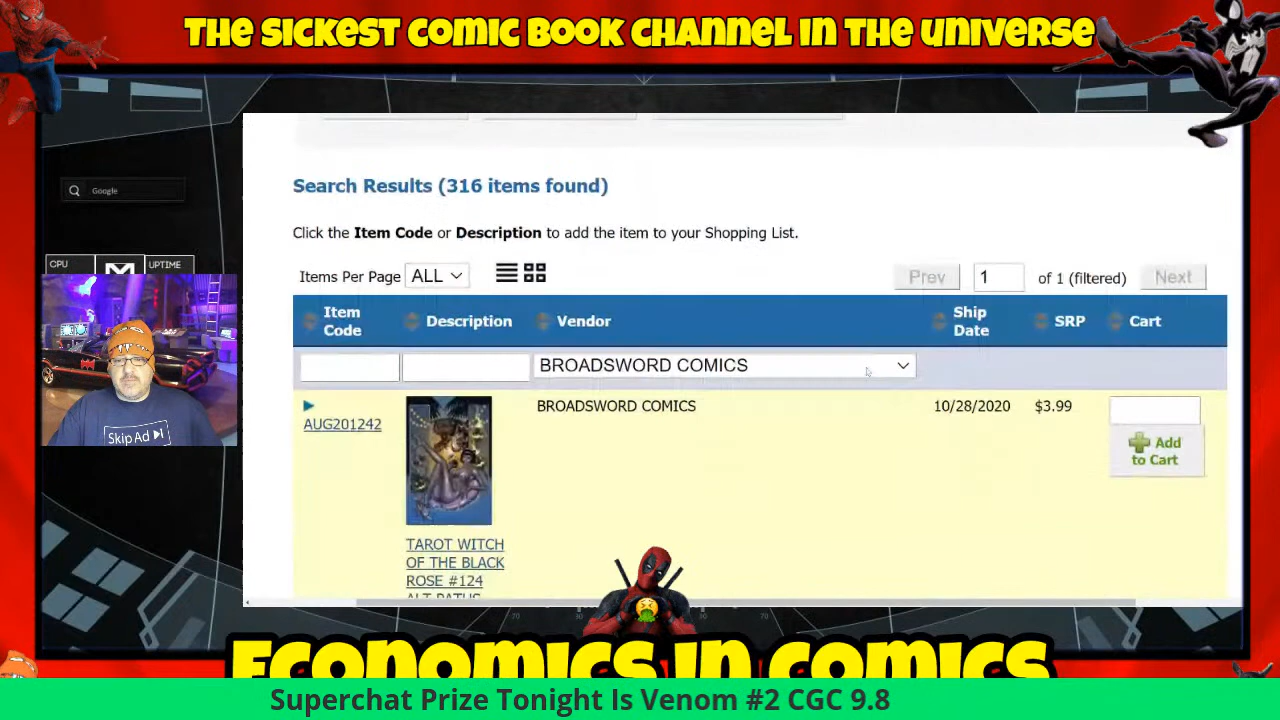 THE SICKEST COMIC BOOK CHANNEL IN THE UNIVERSE
Google
CPU
UPTIME
Search Results (316 items found)
Click the Item Code or Description to add the item to your Shopping List.
Items Per Page ALL
Prev 1 of 1 (filtered) Next
Item Code Description Vendor Ship Date SRP Cart
BROADSWORD COMICS
AUG201242
BROADSWORD COMICS 10/28/2020 $3.99
Add to Cart
TAROT WITCH
OF THE BLACK
ROSE #124
Skip Ad
ECONOMICS IN COMICS
Superchat Prize Tonight Is Venom #2 CGC 9.8